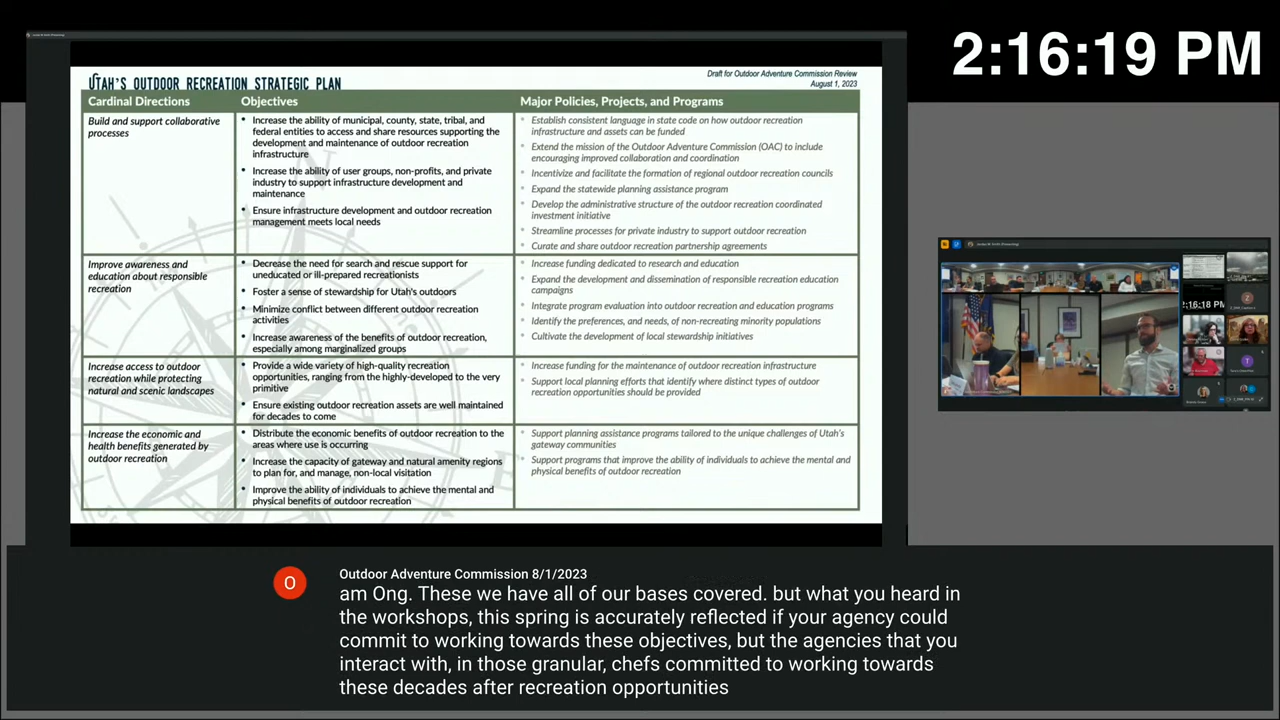 2:16:19 PM
UTAH'S OUTDOOR RECREATION STRATEGIC PLAN
Draft for Outdoor Adventure Commission Review
August 1, 2023
Cardinal Directions
Objectives
Major Policies, Projects, and Programs
Build and support collaborative
processes
• Increase the ability of municipal, county, state, tribal, and
federal entities to access and share resources supporting the
development and maintenance of outdoor recreation
infrastructure
• Increase the ability of user groups, non-profits, and private
industry to support infrastructure development and
maintenance
• Ensure infrastructure development and outdoor recreation
management meets local needs
• Establish consistent language in state code on how outdoor recreation
infrastructure and assets can be funded
• Extend the mission of the Outdoor Adventure Commission (OAC) to include
encouraging improved collaboration and coordination
• Incentivize and facilitate the formation of regional outdoor recreation councils
• Expand the statewide planning assistance program
• Develop the administrative structure of the outdoor recreation coordinated
investment initiative
• Streamline processes for private industry to support outdoor recreation
• Curate and share outdoor recreation partnership agreements
Improve awareness and
education about responsible
recreation
• Decrease the need for search and rescue support for
uneducated or ill-prepared recreationists
• Foster a sense of stewardship for Utah's outdoors
• Minimize conflict between different outdoor recreation
activities
• Increase awareness of the benefits of outdoor recreation,
especially among marginalized groups
• Increase funding dedicated to research and education
• Expand the development and dissemination of responsible recreation education
campaigns
• Integrate program evaluation into outdoor recreation and education programs
• Identify the preferences, and needs, of non-recreating minority populations
• Cultivate the development of local stewardship initiatives
Increase access to outdoor
recreation while protecting
natural and scenic landscapes
• Provide a wide variety of high-quality recreation
opportunities, ranging from the highly-developed to the very
primitive
• Ensure existing outdoor recreation assets are well maintained
for decades to come
• Increase funding for the maintenance of outdoor recreation infrastructure
• Support local planning efforts that identify where distinct types of outdoor
recreation opportunities should be provided
Increase the economic and
health benefits generated by
outdoor recreation
• Distribute the economic benefits of outdoor recreation to the
areas where use is occurring
• Increase the capacity of gateway and natural amenity regions
to plan for, and manage, non-local visitation
• Improve the ability of individuals to achieve the mental and
physical benefits of outdoor recreation
• Support planning assistance programs tailored to the unique challenges of Utah's
gateway communities
• Support programs that improve the ability of individuals to achieve the mental and
physical benefits of outdoor recreation
2:16:18 PM
T
O
Outdoor Adventure Commission 8/1/2023
am Ong. These we have all of our bases covered. but what you heard in
the workshops, this spring is accurately reflected if your agency could
commit to working towards these objectives, but the agencies that you
interact with, in those granular, chefs committed to working towards
these decades after recreation opportunities